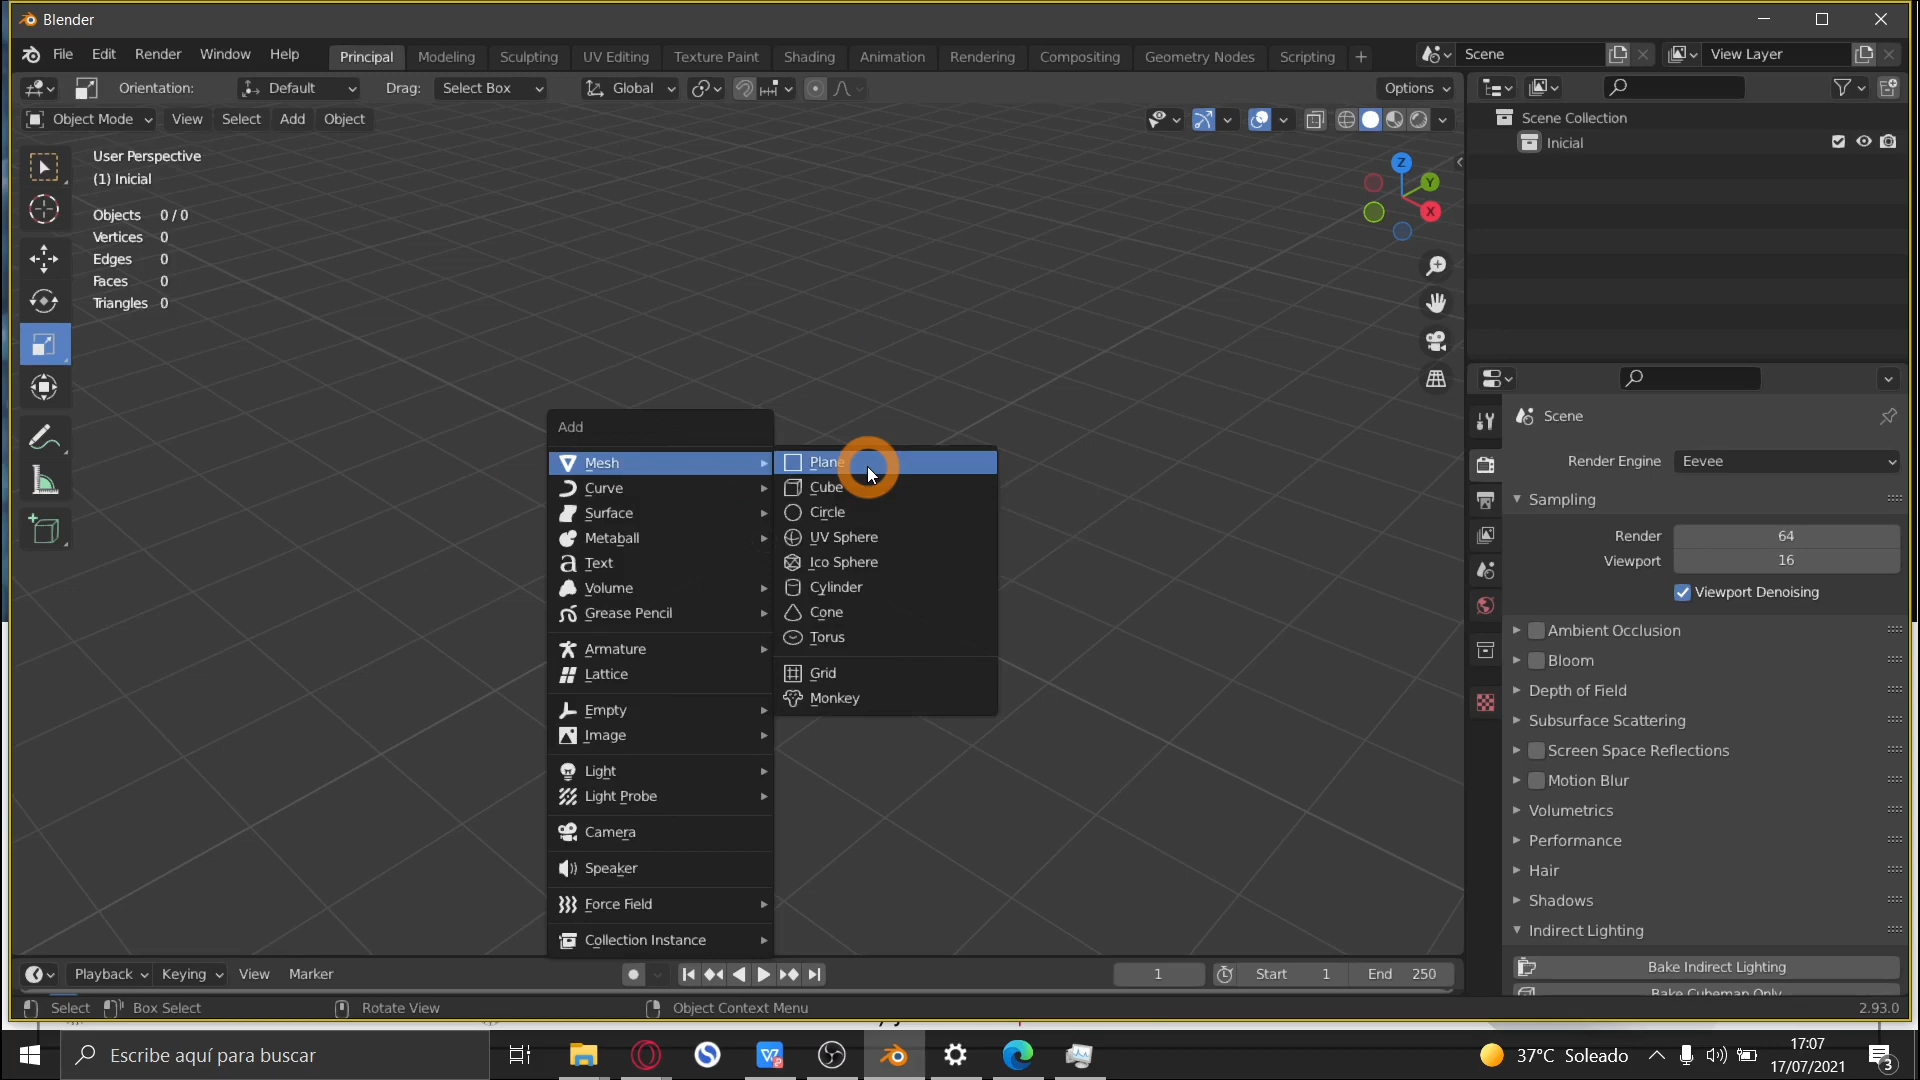 Blender
File Edit Render Window Help Principal Modeling Sculpting UV Editing Texture Paint Shading Animation Rendering Compositing Geometry Nodes Scripting + Scene View Layer
Orientation: Default Drag: Select Box Global Options
Object Mode View Select Add Object
Scene Collection
Inicial
User Perspective
(1) Inicial
Objects 0 / 0
Vertices 0
Edges 0
Faces 0
Triangles 0
Z
Y
X
Add
Mesh
Curve
Surface
Metaball
Text
Volume
Grease Pencil
Armature
Lattice
Empty
Image
Light
Light Probe
Camera
Speaker
Force Field
Collection Instance
Plane
Cube
Circle
UV Sphere
Ico Sphere
Cylinder
Cone
Torus
Grid
Monkey
Scene
Render Engine Eevee
Sampling
Render 64
Viewport 16
Viewport Denoising
Ambient Occlusion
Bloom
Depth of Field
Subsurface Scattering
Screen Space Reflections
Motion Blur
Volumetrics
Performance
Hair
Shadows
Indirect Lighting
Bake Indirect Lighting
Bake Cubemap Only
Playback Keying View Marker 1 Start 1 End 250
Select Box Select Rotate View Object Context Menu 2.93.0
Escribe aquí para buscar
37°C Soleado
17:07
17/07/2021
3